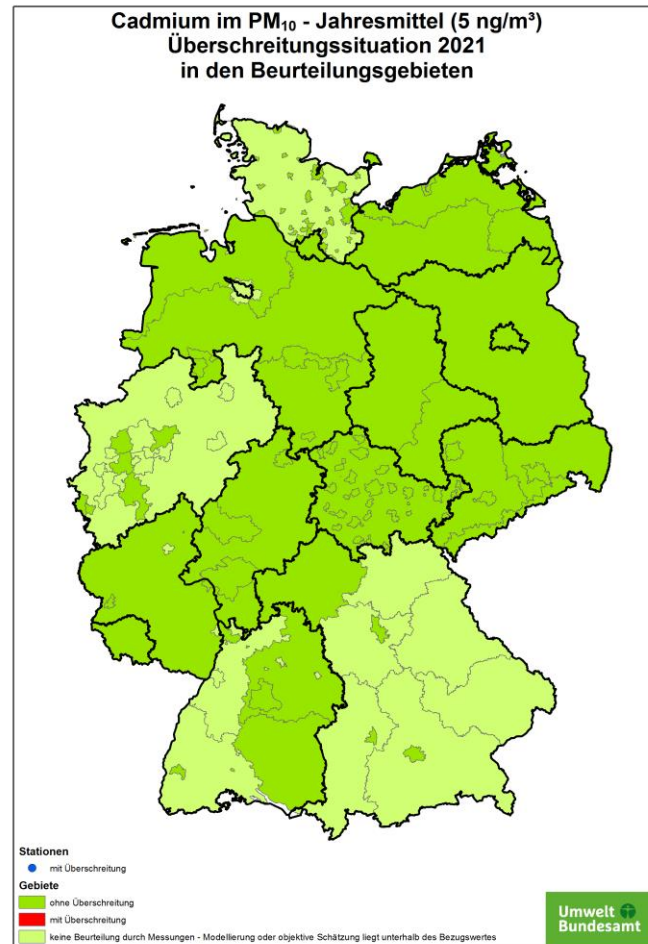 Cadmium im PM₁₀ - Jahresmittel (5 ng/m³)
Überschreitungssituation 2021
in den Beurteilungsgebieten
Stationen
mit Überschreitung
Gebiete
ohne Überschreitung
mit Überschreitung
keine Beurteilung durch Messungen - Modellierung oder objektive Schätzung liegt unterhalb des Bezugswertes
Umwelt
Bundesamt